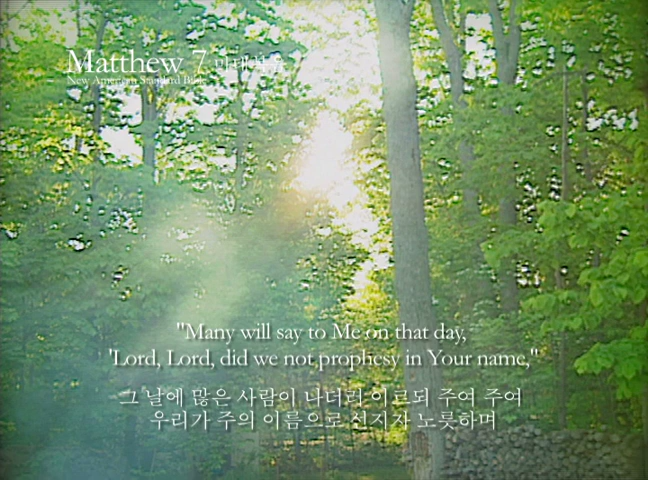 Matthew 7 마태복음
New American Standard Bible
"Many will say to Me on that day,
'Lord, Lord, did we not prophesy in Your name,"
그 날에 많은 사람이 나더러 이르되 주여 주여
우리가 주의 이름으로 선지자 노릇하며